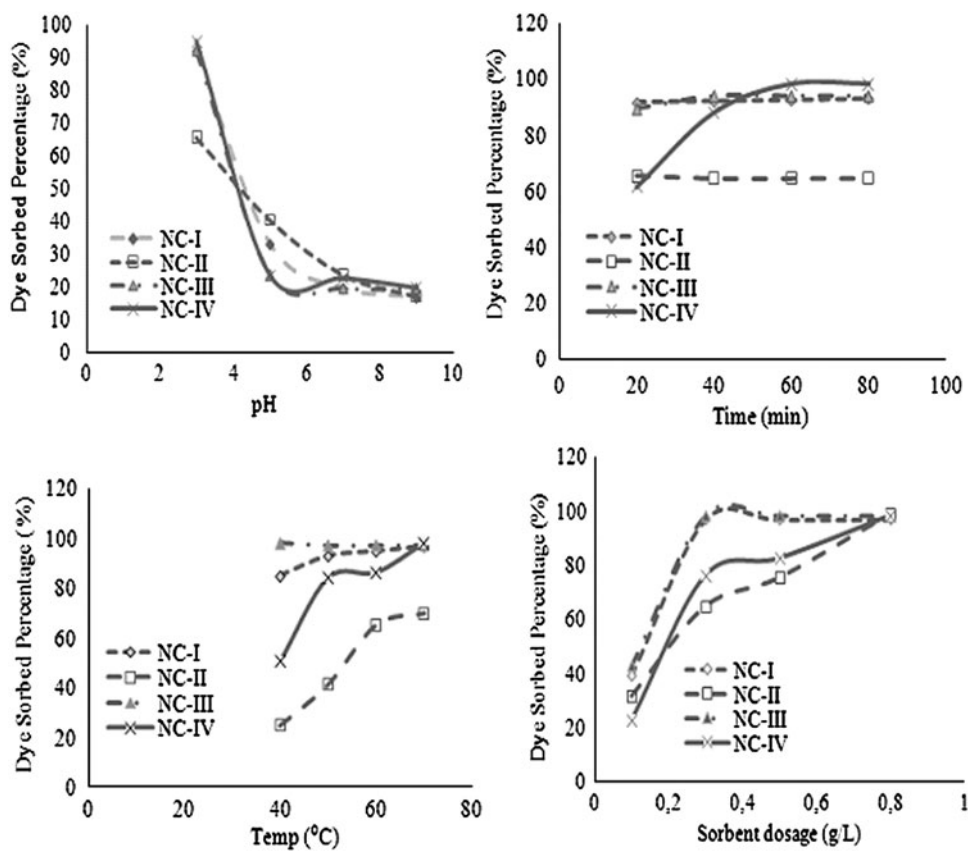 Dye Sorbed Percentage (%)
100
90
80
70
60
50
40
30
20
10
0
NC-I
NC-II
NC-III
NC-IV
0 2 4 6 8 10
pH
Dye Sorbed Percentage (%)
120
100
80
60
40
20
0
NC-I
NC-II
NC-III
NC-IV
0 20 40 60 80 100
Time (min)
Dye Sorbed Percentage (%)
120
100
80
60
40
20
0
NC-I
NC-II
NC-III
NC-IV
0 20 40 60 80
Temp (⁰C)
Dye Sorbed Percentage (%)
120
100
80
60
40
20
0
NC-I
NC-II
NC-III
NC-IV
0 0,2 0,4 0,6 0,8 1
Sorbent dosage (g/L)